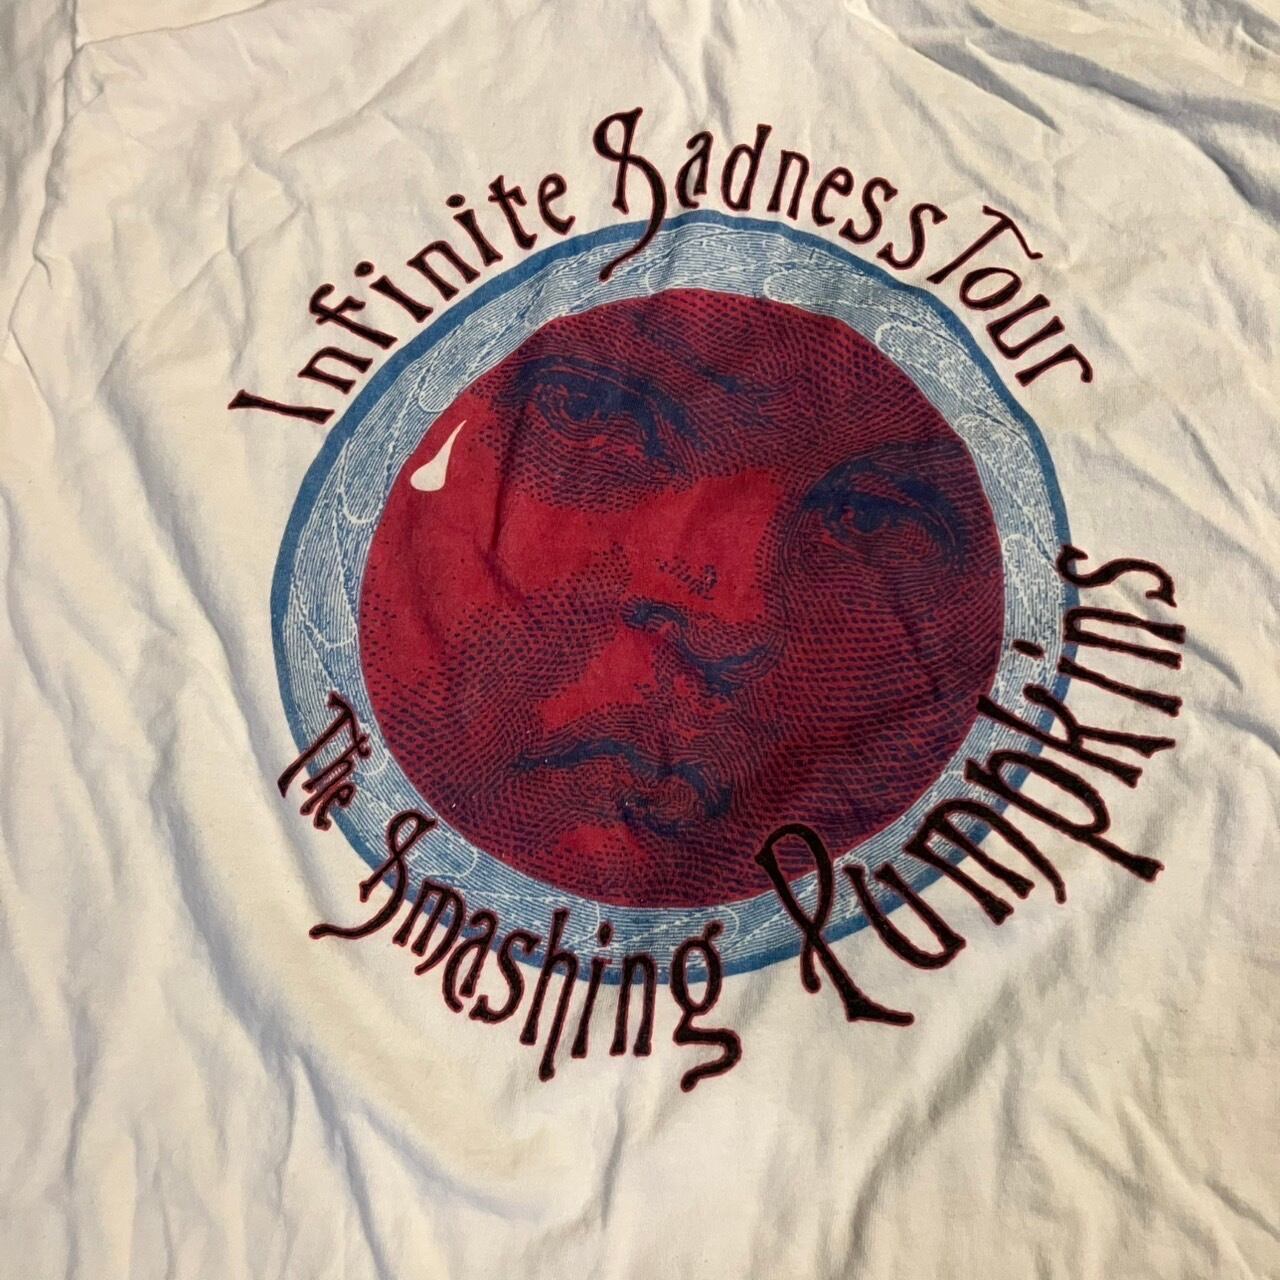 Infinite Sadness Tour
The Smashing Pumpkins